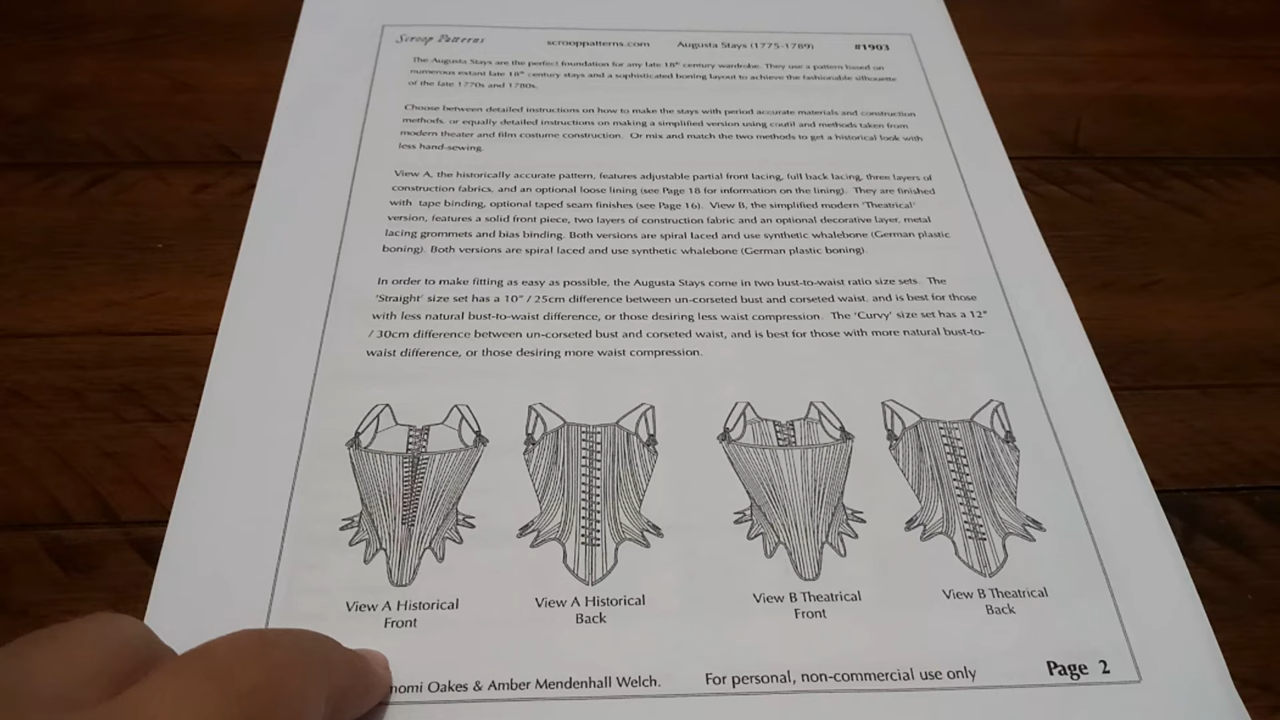 Scroop Patterns scrooppatterns.com Augusta Stays (1775-1789) #1903
The Augusta Stays are the perfect foundation for any late 18th century wardrobe. They use a pattern based on
numerous extant late 18th century stays and a sophisticated boning layout to achieve the fashionable silhouette
of the late 1770s and 1780s.
Choose between detailed instructions on how to make the stays with period accurate materials and construction
methods, or equally detailed instructions on making a simplified version using coutil and methods taken from
modern theater and film costume construction. Or mix and match the two methods to get a historical look with
less hand-sewing.
View A, the historically accurate pattern, features adjustable partial front lacing, full back lacing, three layers of
construction fabrics, and an optional loose lining (see Page 18 for information on the lining). They are finished
with tape binding, optional taped seam finishes (see Page 16). View B, the simplified modern 'Theatrical'
version, features a solid front piece, two layers of construction fabric and an optional decorative layer, metal
lacing grommets and bias binding. Both versions are spiral laced and use synthetic whalebone (German plastic
boning). Both versions are spiral laced and use synthetic whalebone (German plastic boning).
In order to make fitting as easy as possible, the Augusta Stays come in two bust-to-waist ratio size sets. The
'Straight' size set has a 10" / 25cm difference between un-corseted bust and corseted waist, and is best for those
with less natural bust-to-waist difference, or those desiring less waist compression. The 'Curvy' size set has a 12"
/ 30cm difference between un-corseted bust and corseted waist, and is best for those with more natural bust-to-
waist difference, or those desiring more waist compression.
View A Historical
Front
View A Historical
Back
View B Theatrical
Front
View B Theatrical
Back
nomi Oakes & Amber Mendenhall Welch. For personal, non-commercial use only Page 2